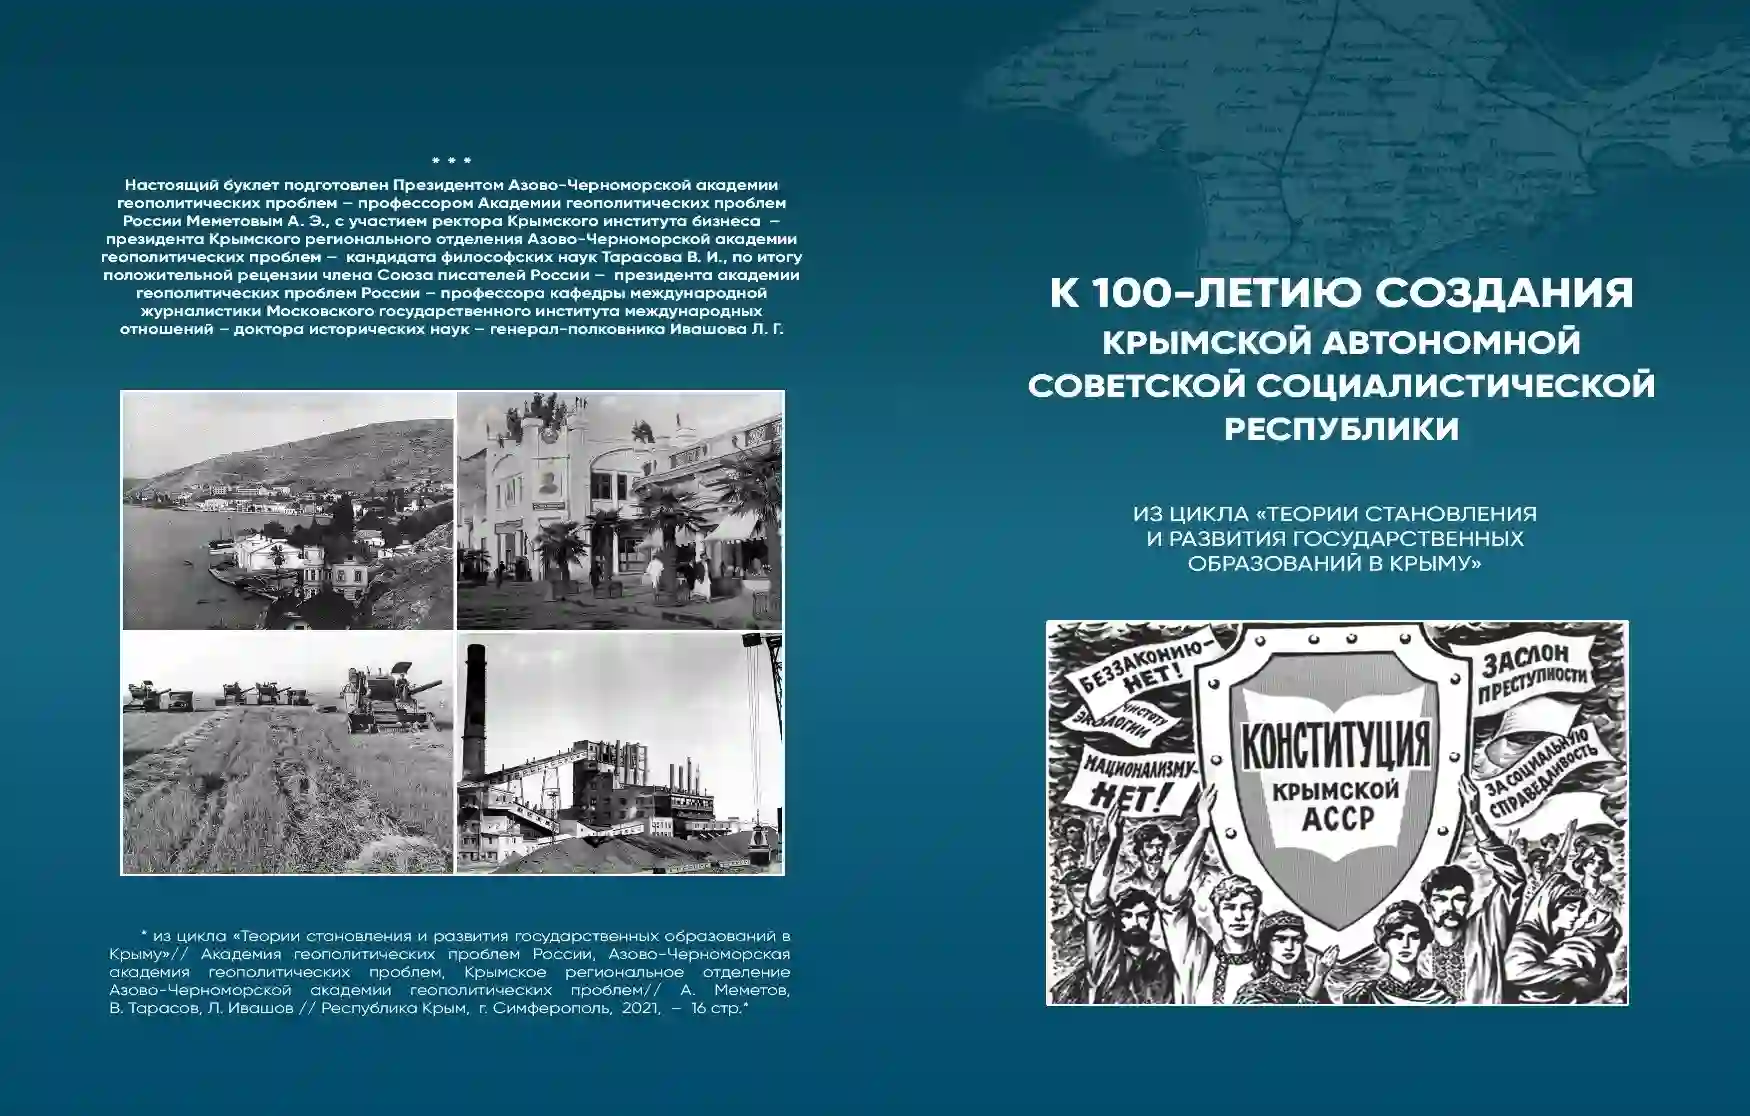 * * *
Настоящий буклет подготовлен Президентом Азово-Черноморской академии
геополитических проблем – профессором Академии геополитических проблем
России Меметовым А. Э., с участием ректора Крымского института бизнеса –
президента Крымского регионального отделения Азово-Черноморской академии
геополитических проблем – кандидата философских наук Тарасова В. И., по итогу
положительной рецензии члена Союза писателей России – президента академии
геополитических проблем России – профессора кафедры международной
журналистики Московского государственного института международных
отношений – доктора исторических наук – генерал-полковника Ивашова Л. Г.
* из цикла «Теории становления и развития государственных образований в
Крыму»// Академия геополитических проблем России, Азово-Черноморская
академия геополитических проблем, Крымское региональное отделение
Азово-Черноморской академии геополитических проблем// А. Меметов,
В. Тарасов, Л. Ивашов // Республика Крым, г. Симферополь, 2021, – 16 стр.*
К 100-ЛЕТИЮ СОЗДАНИЯ
КРЫМСКОЙ АВТОНОМНОЙ
СОВЕТСКОЙ СОЦИАЛИСТИЧЕСКОЙ
РЕСПУБЛИКИ
ИЗ ЦИКЛА «ТЕОРИИ СТАНОВЛЕНИЯ
И РАЗВИТИЯ ГОСУДАРСТВЕННЫХ
ОБРАЗОВАНИЙ В КРЫМУ»
БЕЗЗАКОНИЮ-
НЕТ!
ЧИСТОТУ
ЭКОЛОГИИ
НАЦИОНАЛИЗМУ-
НЕТ!
КОНСТИТУЦИЯ
КРЫМСКОЙ
АССР
ЗАСЛОН
ПРЕСТУПНОСТИ
ЗА СОЦИАЛЬНУЮ
СПРАВЕДЛИВОСТЬ